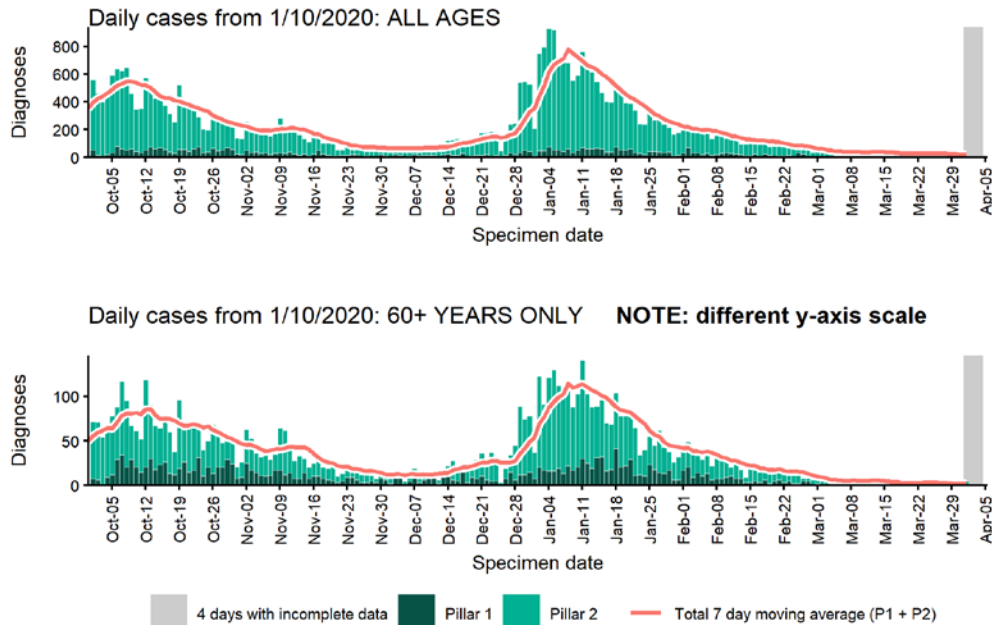 Daily cases from 1/10/2020: ALL AGES
Diagnoses
800
600
400
200
0
Oct-05
Oct-12
Oct-19
Oct-26
Nov-02
Nov-09
Nov-16
Nov-23
Nov-30
Dec-07
Dec-14
Dec-21
Dec-28
Jan-04
Jan-11
Jan-18
Jan-25
Feb-01
Feb-08
Feb-15
Feb-22
Mar-01
Mar-08
Mar-15
Mar-22
Mar-29
Apr-05
Specimen date
Daily cases from 1/10/2020: 60+ YEARS ONLY NOTE: different y-axis scale
Diagnoses
100
50
0
Oct-05
Oct-12
Oct-19
Oct-26
Nov-02
Nov-09
Nov-16
Nov-23
Nov-30
Dec-07
Dec-14
Dec-21
Dec-28
Jan-04
Jan-11
Jan-18
Jan-25
Feb-01
Feb-08
Feb-15
Feb-22
Mar-01
Mar-08
Mar-15
Mar-22
Mar-29
Apr-05
Specimen date
4 days with incomplete data Pillar 1 Pillar 2 Total 7 day moving average (P1 + P2)